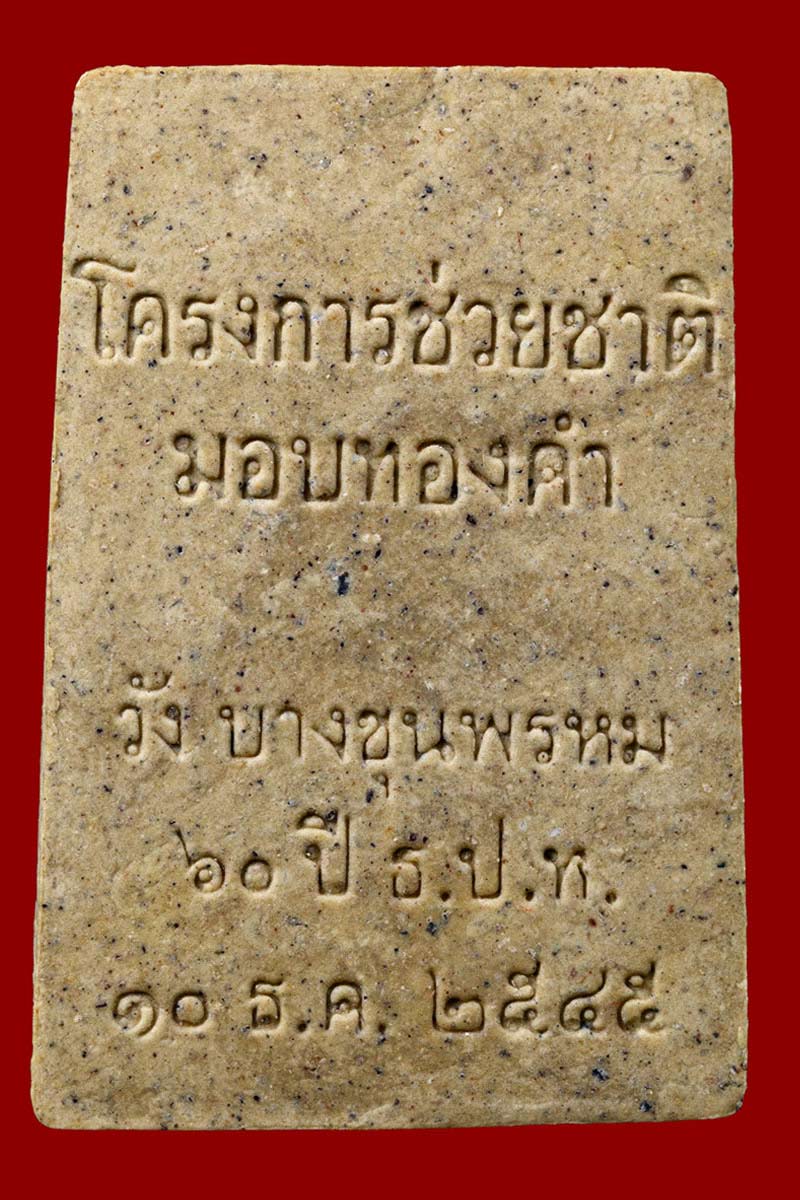 โครงการช่วยชาติ
มอบทองคำ
วัง บางขุนพรหม
๖๐ ปี ธ.ป.ท.
๑๐ ธ.ค. ๒๕๔๕